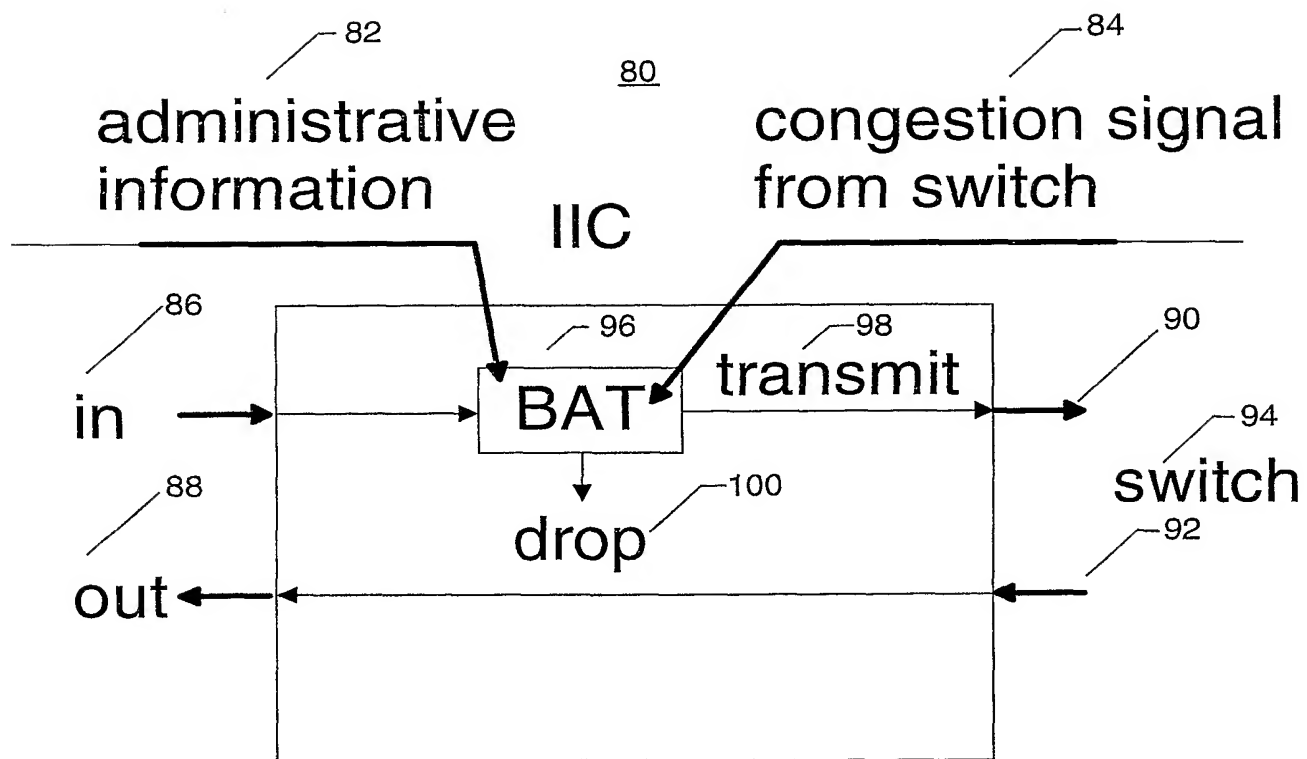 82
84
80
administrative
information
congestion signal
from switch
IIC
86
96
98
90
in
BAT
transmit
94
switch
88
100
drop
92
out